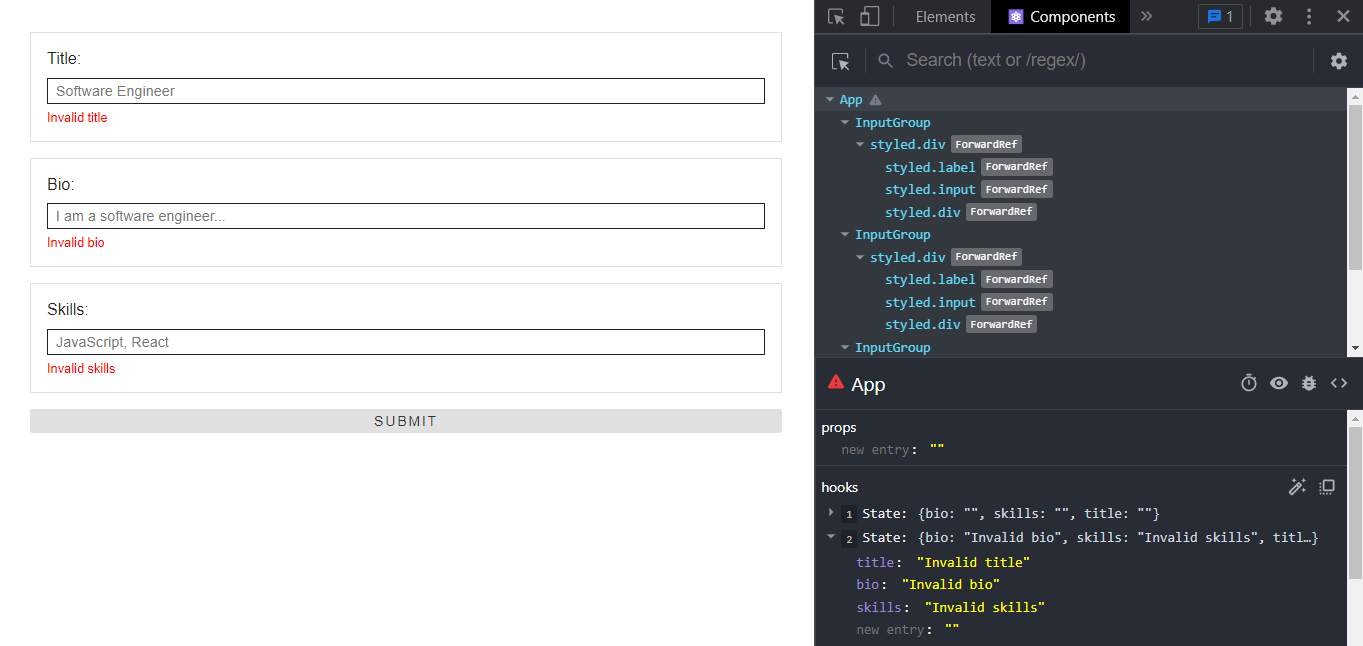 Title:
Software Engineer
Invalid title
Bio:
I am a software engineer...
Invalid bio
Skills:
JavaScript, React
Invalid skills
SUBMIT
Elements
Components
1
Search (text or /regex/)
App
InputGroup
styled.div ForwardRef
styled.label ForwardRef
styled.input ForwardRef
styled.div ForwardRef
InputGroup
styled.div ForwardRef
styled.label ForwardRef
styled.input ForwardRef
styled.div ForwardRef
InputGroup
App
props
new entry: ""
hooks
1 State: {bio: "", skills: "", title: ""}
2 State: {bio: "Invalid bio", skills: "Invalid skills", titl…}
title: "Invalid title"
bio: "Invalid bio"
skills: "Invalid skills"
new entry: ""